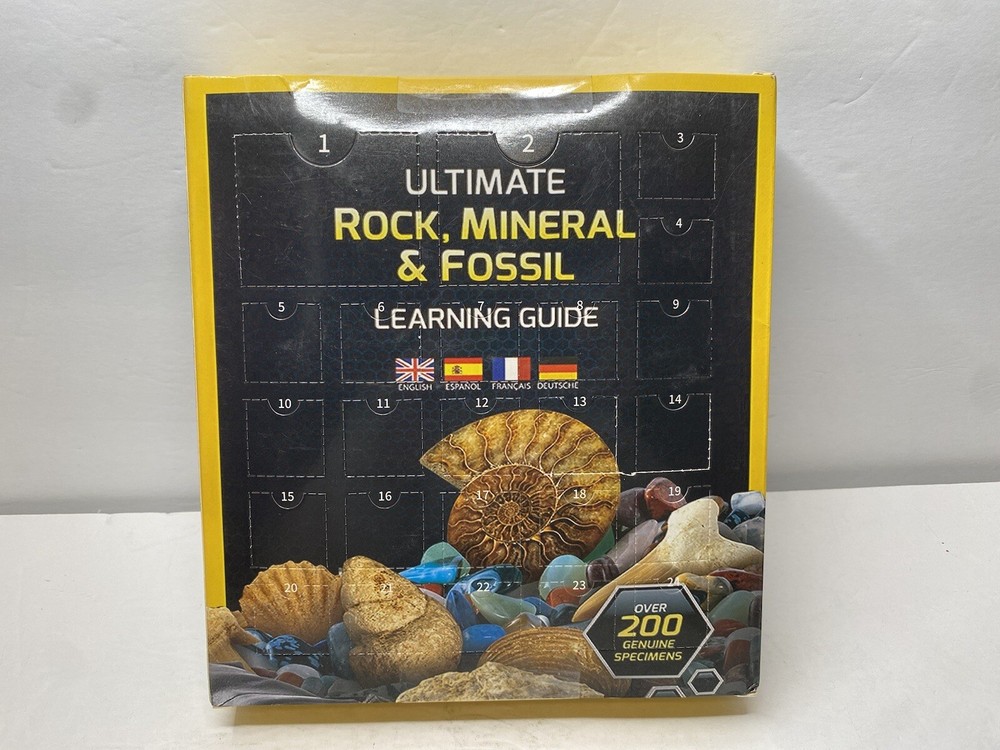 1 2 3
ULTIMATE
ROCK, MINERAL
4
& FOSSIL
5 6 7 8 9
LEARNING GUIDE
ENGLISH ESPAÑOL FRANÇAIS DEUTSCHE
10 11 12 13 14
15 16 17 18 19
20 21 22 23 24
OVER
200
GENUINE
SPECIMENS